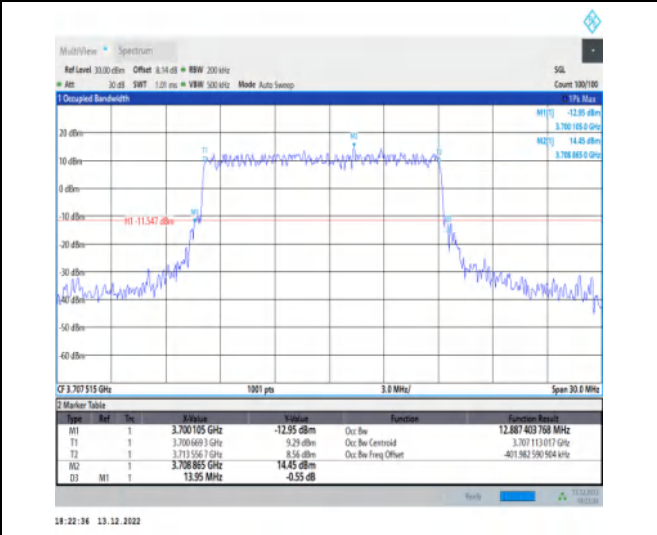 MultiView Spectrum
Ref Level 30.00 dBm Offset 8.14 dB RBW 200 kHz SGL
Att 30 dB SWT 1.01 ms VBW 500 kHz Mode Auto Sweep Count 100/100
1 Occupied Bandwidth 1Pk Max
M1[1] -12.95 dBm
3.700 105 0 GHz
M2[1] 14.45 dBm
3.708 865 0 GHz
20 dBm
M2
T1 T2
10 dBm
0 dBm
-10 dBm M1
H1 -11.547 dBm
-20 dBm
-30 dBm
-40 dBm
-50 dBm
-60 dBm
CF 3.707 515 GHz 1001 pts 3.0 MHz/ Span 30.0 MHz
2 Marker Table
Type Ref Trc X-Value Y-Value Function Function Result
M1 1 3.700 105 GHz -12.95 dBm Occ Bw 12.887 403 768 MHz
T1 1 3.700 669 3 GHz 9.29 dBm Occ Bw Centroid 3.707 113 017 GHz
T2 1 3.713 556 7 GHz 8.56 dBm Occ Bw Freq Offset -401.982 590 904 kHz
M2 1 3.708 865 GHz 14.45 dBm
D3 M1 1 13.95 MHz -0.55 dB
Ready 13.12.2022
18:22:36 13.12.2022